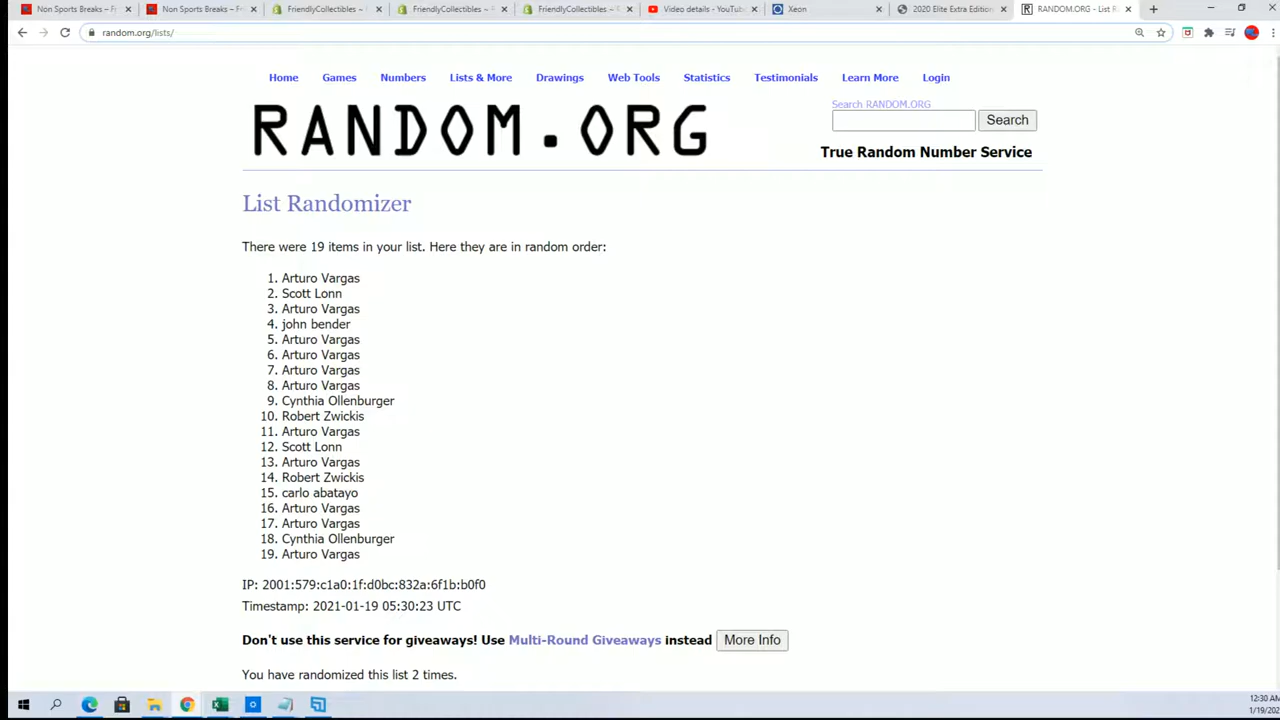 Non Sports Breaks – Fr
Non Sports Breaks – Fr
FriendlyCollectibles ~
FriendlyCollectibles ~
FriendlyCollectibles ~
Video details - YouTube
Xeon
2020 Elite Extra Edition
RANDOM.ORG - List R
random.org/lists/
Home Games Numbers Lists & More Drawings Web Tools Statistics Testimonials Learn More Login
RANDOM.ORG
Search RANDOM.ORG
Search
True Random Number Service
List Randomizer
There were 19 items in your list. Here they are in random order:
1. Arturo Vargas
2. Scott Lonn
3. Arturo Vargas
4. john bender
5. Arturo Vargas
6. Arturo Vargas
7. Arturo Vargas
8. Arturo Vargas
9. Cynthia Ollenburger
10. Robert Zwickis
11. Arturo Vargas
12. Scott Lonn
13. Arturo Vargas
14. Robert Zwickis
15. carlo abatayo
16. Arturo Vargas
17. Arturo Vargas
18. Cynthia Ollenburger
19. Arturo Vargas
IP: 2001:579:c1a0:1f:d0bc:832a:6f1b:b0f0
Timestamp: 2021-01-19 05:30:23 UTC
Don't use this service for giveaways! Use Multi-Round Giveaways instead More Info
You have randomized this list 2 times.
12:30 AM
1/19/202